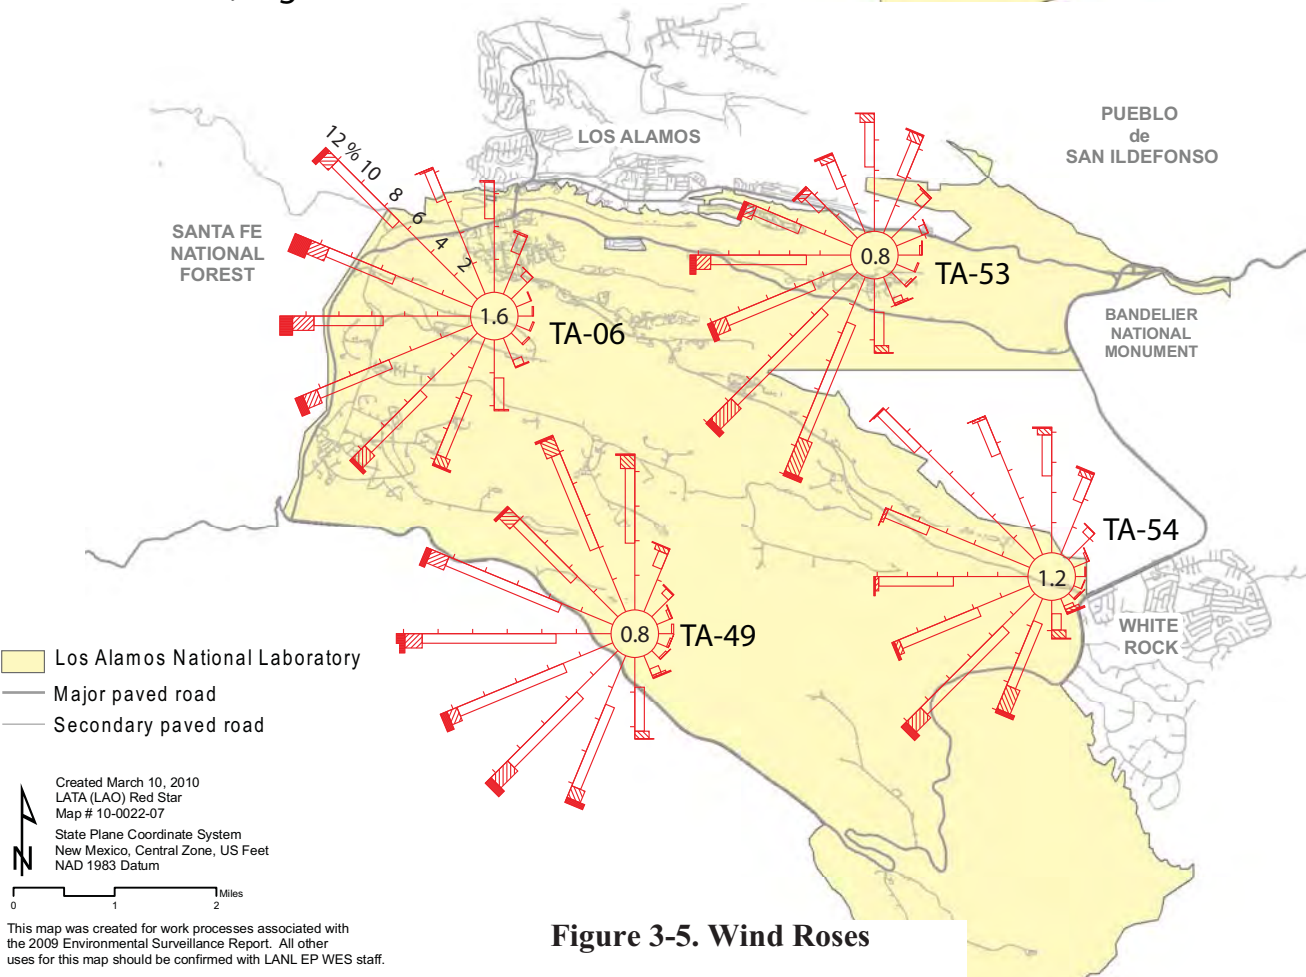 LOS ALAMOS
PUEBLO
de
SAN ILDEFONSO
12 %
10
8
6
4
2
SANTA FE
NATIONAL
FOREST
1.6
TA-06
0.8
TA-53
BANDELIER
NATIONAL
MONUMENT
TA-54
1.2
WHITE
ROCK
0.8
TA-49
Los Alamos National Laboratory
Major paved road
Secondary paved road
Created March 10, 2010
LATA (LAO) Red Star
Map # 10-0022-07
State Plane Coordinate System
New Mexico, Central Zone, US Feet
NAD 1983 Datum
N
Miles
0 1 2
This map was created for work processes associated with
the 2009 Environmental Surveillance Report. All other
uses for this map should be confirmed with LANL EP WES staff.
Figure 3-5. Wind Roses